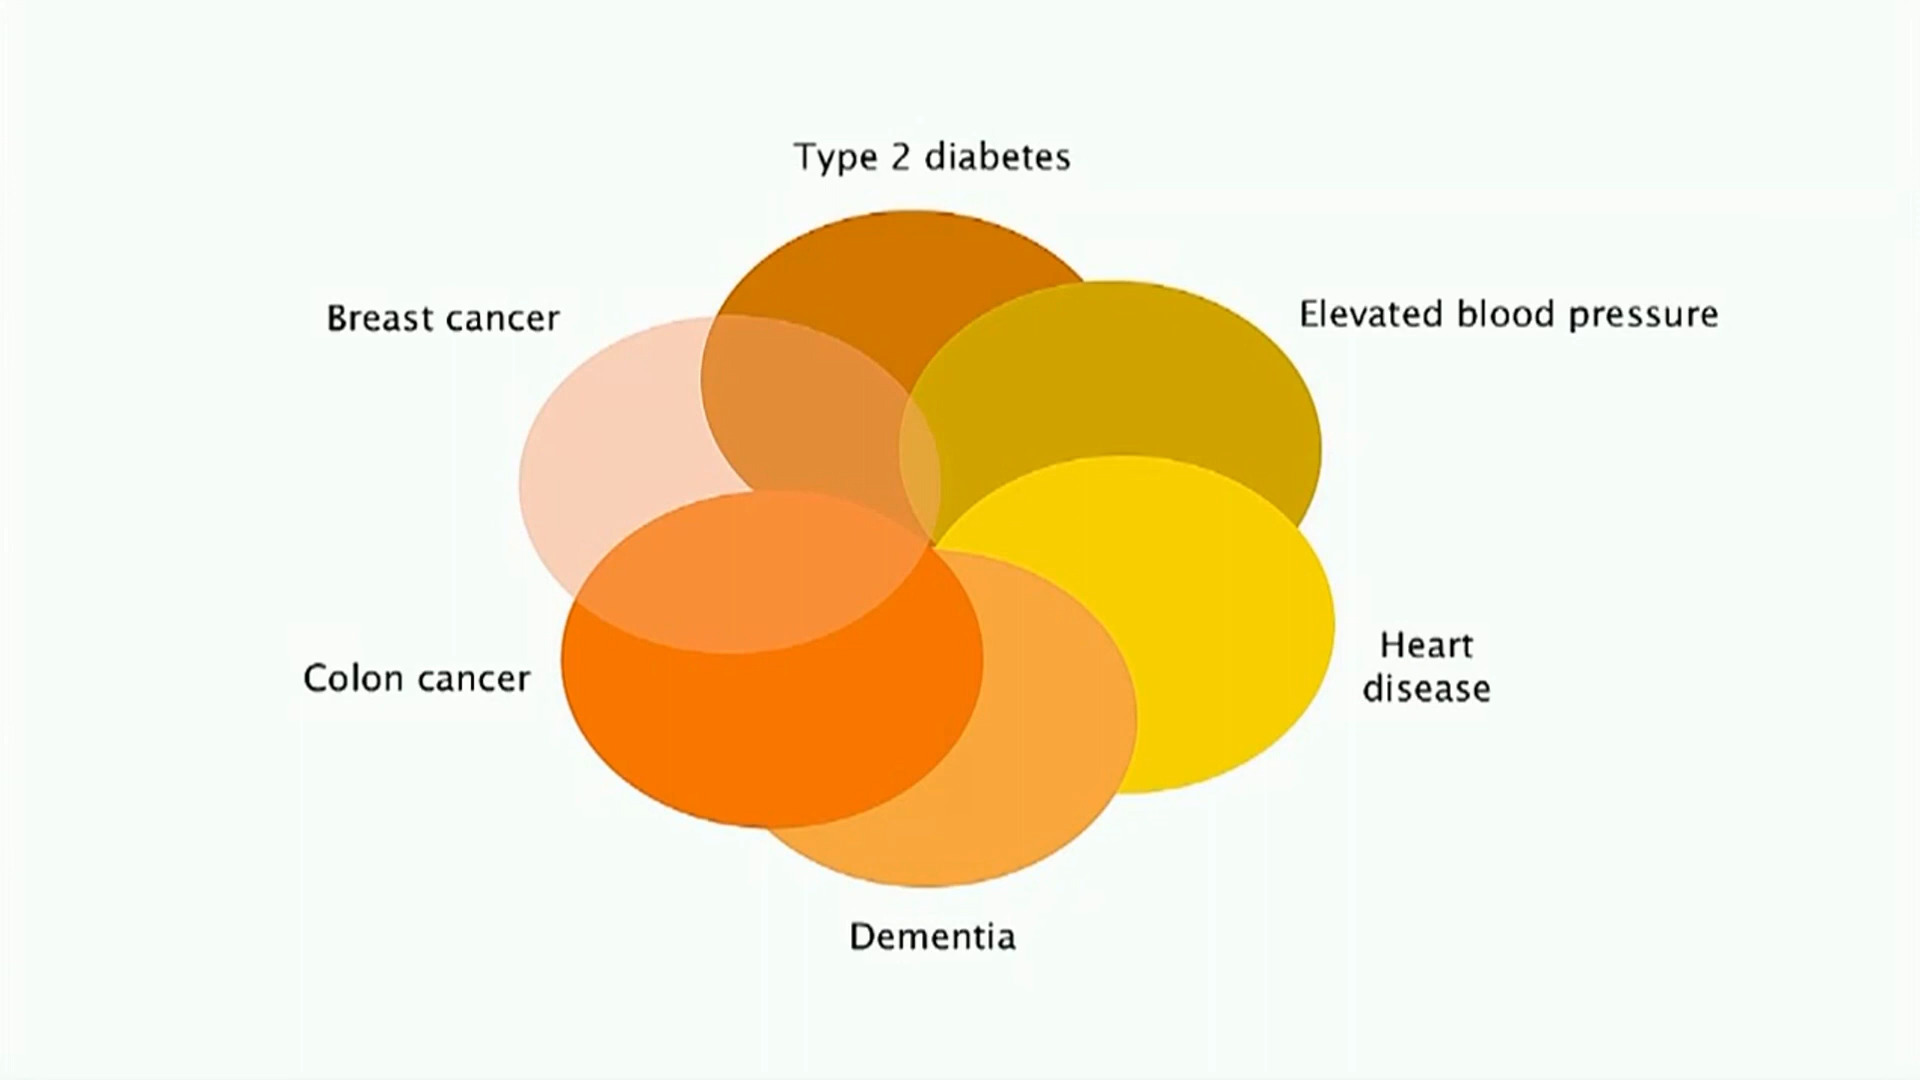 Type 2 diabetes
Breast cancer
Elevated blood pressure
Heart
disease
Colon cancer
Dementia